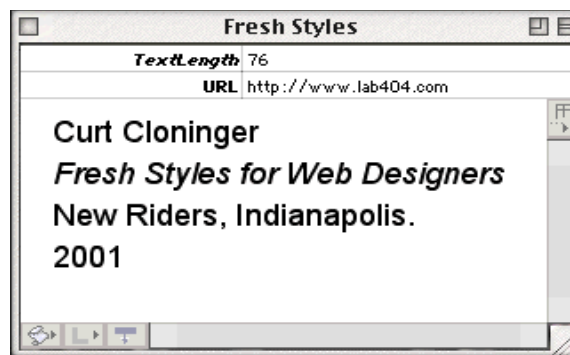 Fresh Styles
TextLength 76
URL http://www.lab404.com
Curt Cloninger
Fresh Styles for Web Designers
New Riders, Indianapolis.
2001